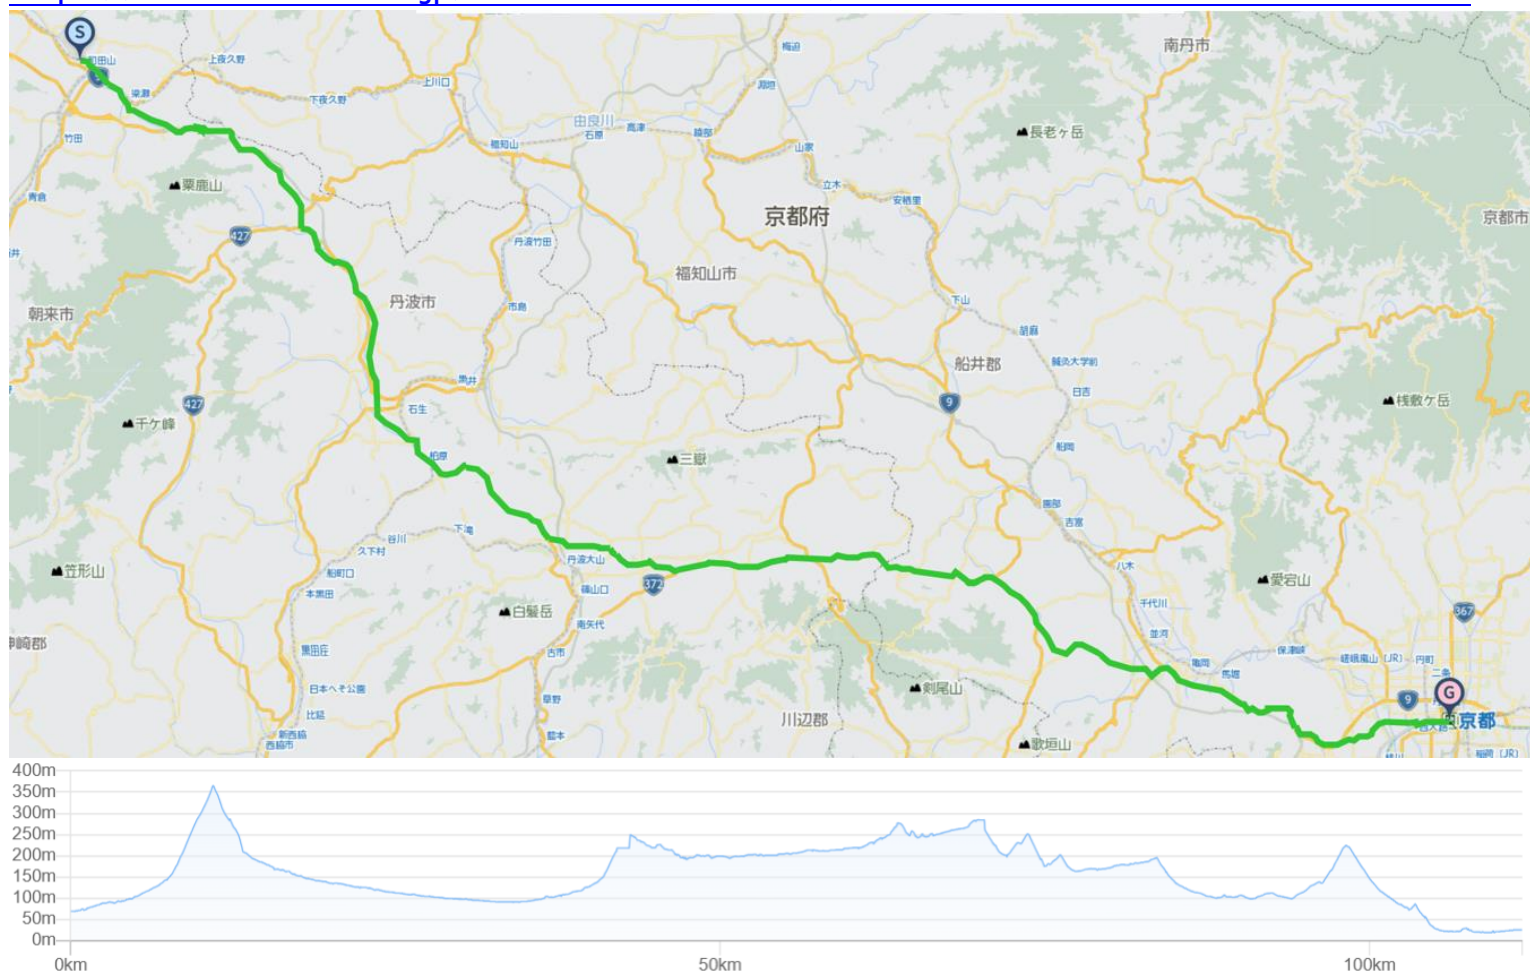 S
和田山
梁瀬
上夜久野
下夜久野
上川口
梅迫
淵垣
南丹市
竹田
福知山
由良川
石原
高津
綾部
山家
長老ヶ岳
粟鹿山
立木
安栖里
青倉
京都府
京都市
427
丹波竹田
福知山市
朝来市
丹波市
市島
下山
胡麻
船井郡
鍼灸大学前
日吉
427
黒井
石生
9
桟敷ケ岳
千ケ峰
柏原
三嶽
船岡
園部
吉富
下滝
谷川
久下村
丹波大山
八木
笠形山
船町口
本黒田
篠山口
372
愛宕山
白髪岳
南矢代
千代川
367
並河
黒田庄
古市
保津峡
嵯峨嵐山 [JR]
円町
亀岡
馬堀
二条
日本へそ公園
草野
剣尾山
9
G
比延
川辺郡
京都
新西脇
西脇市
藍本
歌垣山
稲荷 [JR]
400m
350m
300m
250m
200m
150m
100m
50m
0m
0km
50km
100km